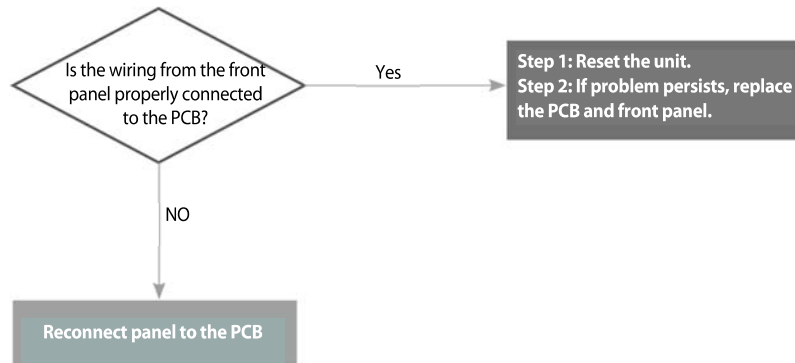 Is the wiring from the front
panel properly connected
to the PCB?
Yes
Step 1: Reset the unit.
Step 2: If problem persists, replace
the PCB and front panel.
NO
Reconnect panel to the PCB